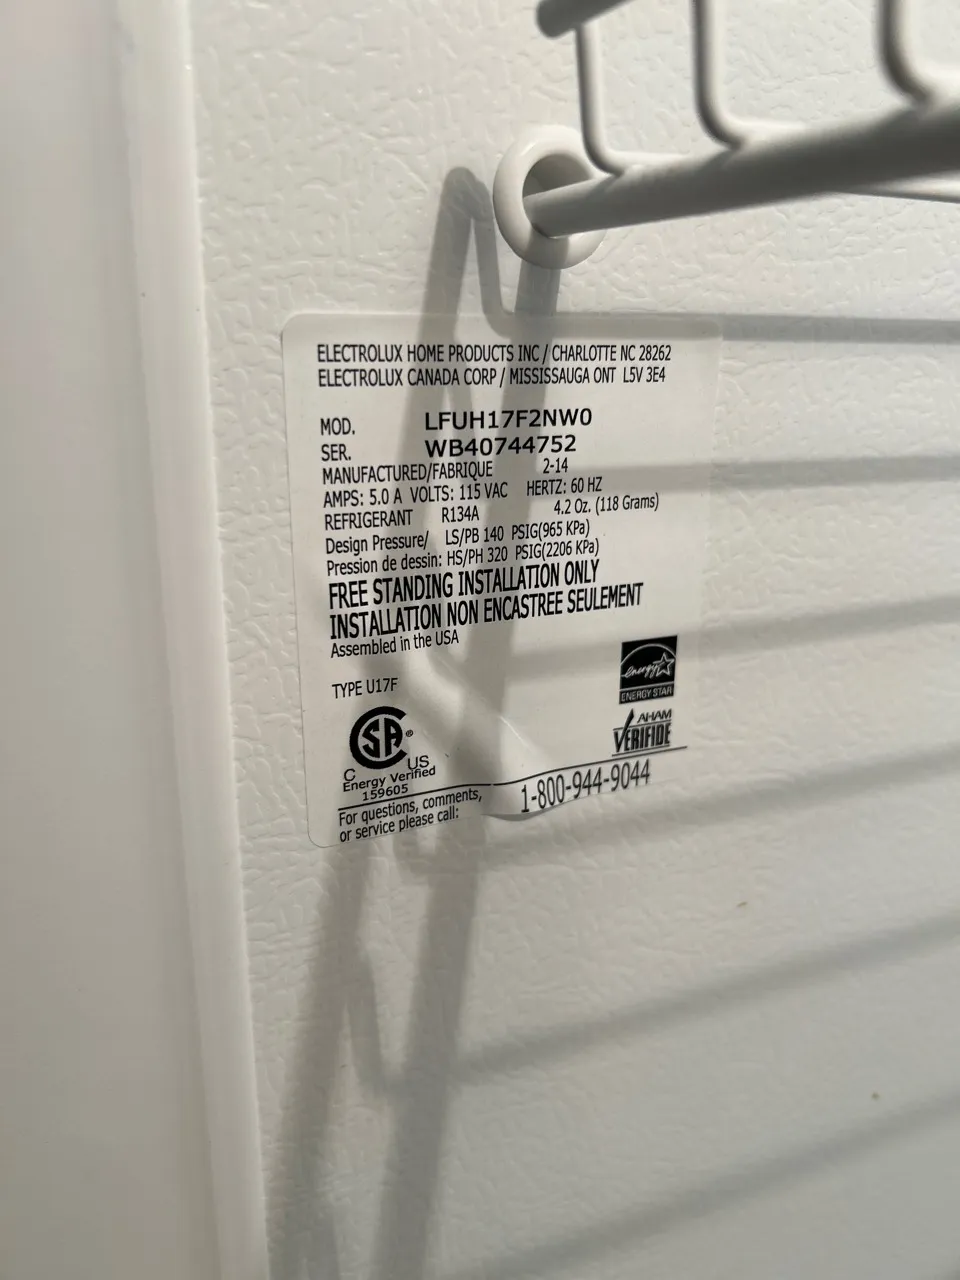 ELECTROLUX HOME PRODUCTS INC / CHARLOTTE NC 28262
ELECTROLUX CANADA CORP / MISSISSAUGA ONT L5V 3E4
MOD. LFUH17F2NW0
SER. WB40744752
MANUFACTURED/FABRIQUE 2-14
AMPS: 5.0 A VOLTS: 115 VAC HERTZ: 60 HZ
REFRIGERANT R134A 4.2 Oz. (118 Grams)
Design Pressure/ LS/PB 140 PSIG(965 KPa)
Pression de dessin: HS/PH 320 PSIG(2206 KPa)
FREE STANDING INSTALLATION ONLY
INSTALLATION NON ENCASTREE SEULEMENT
Assembled in the USA
TYPE U17F
energy
ENERGY STAR
SA®
C US
AHAM
VERIFIDE
Energy Verified
159605
For questions, comments,
or service please call:
1-800-944-9044